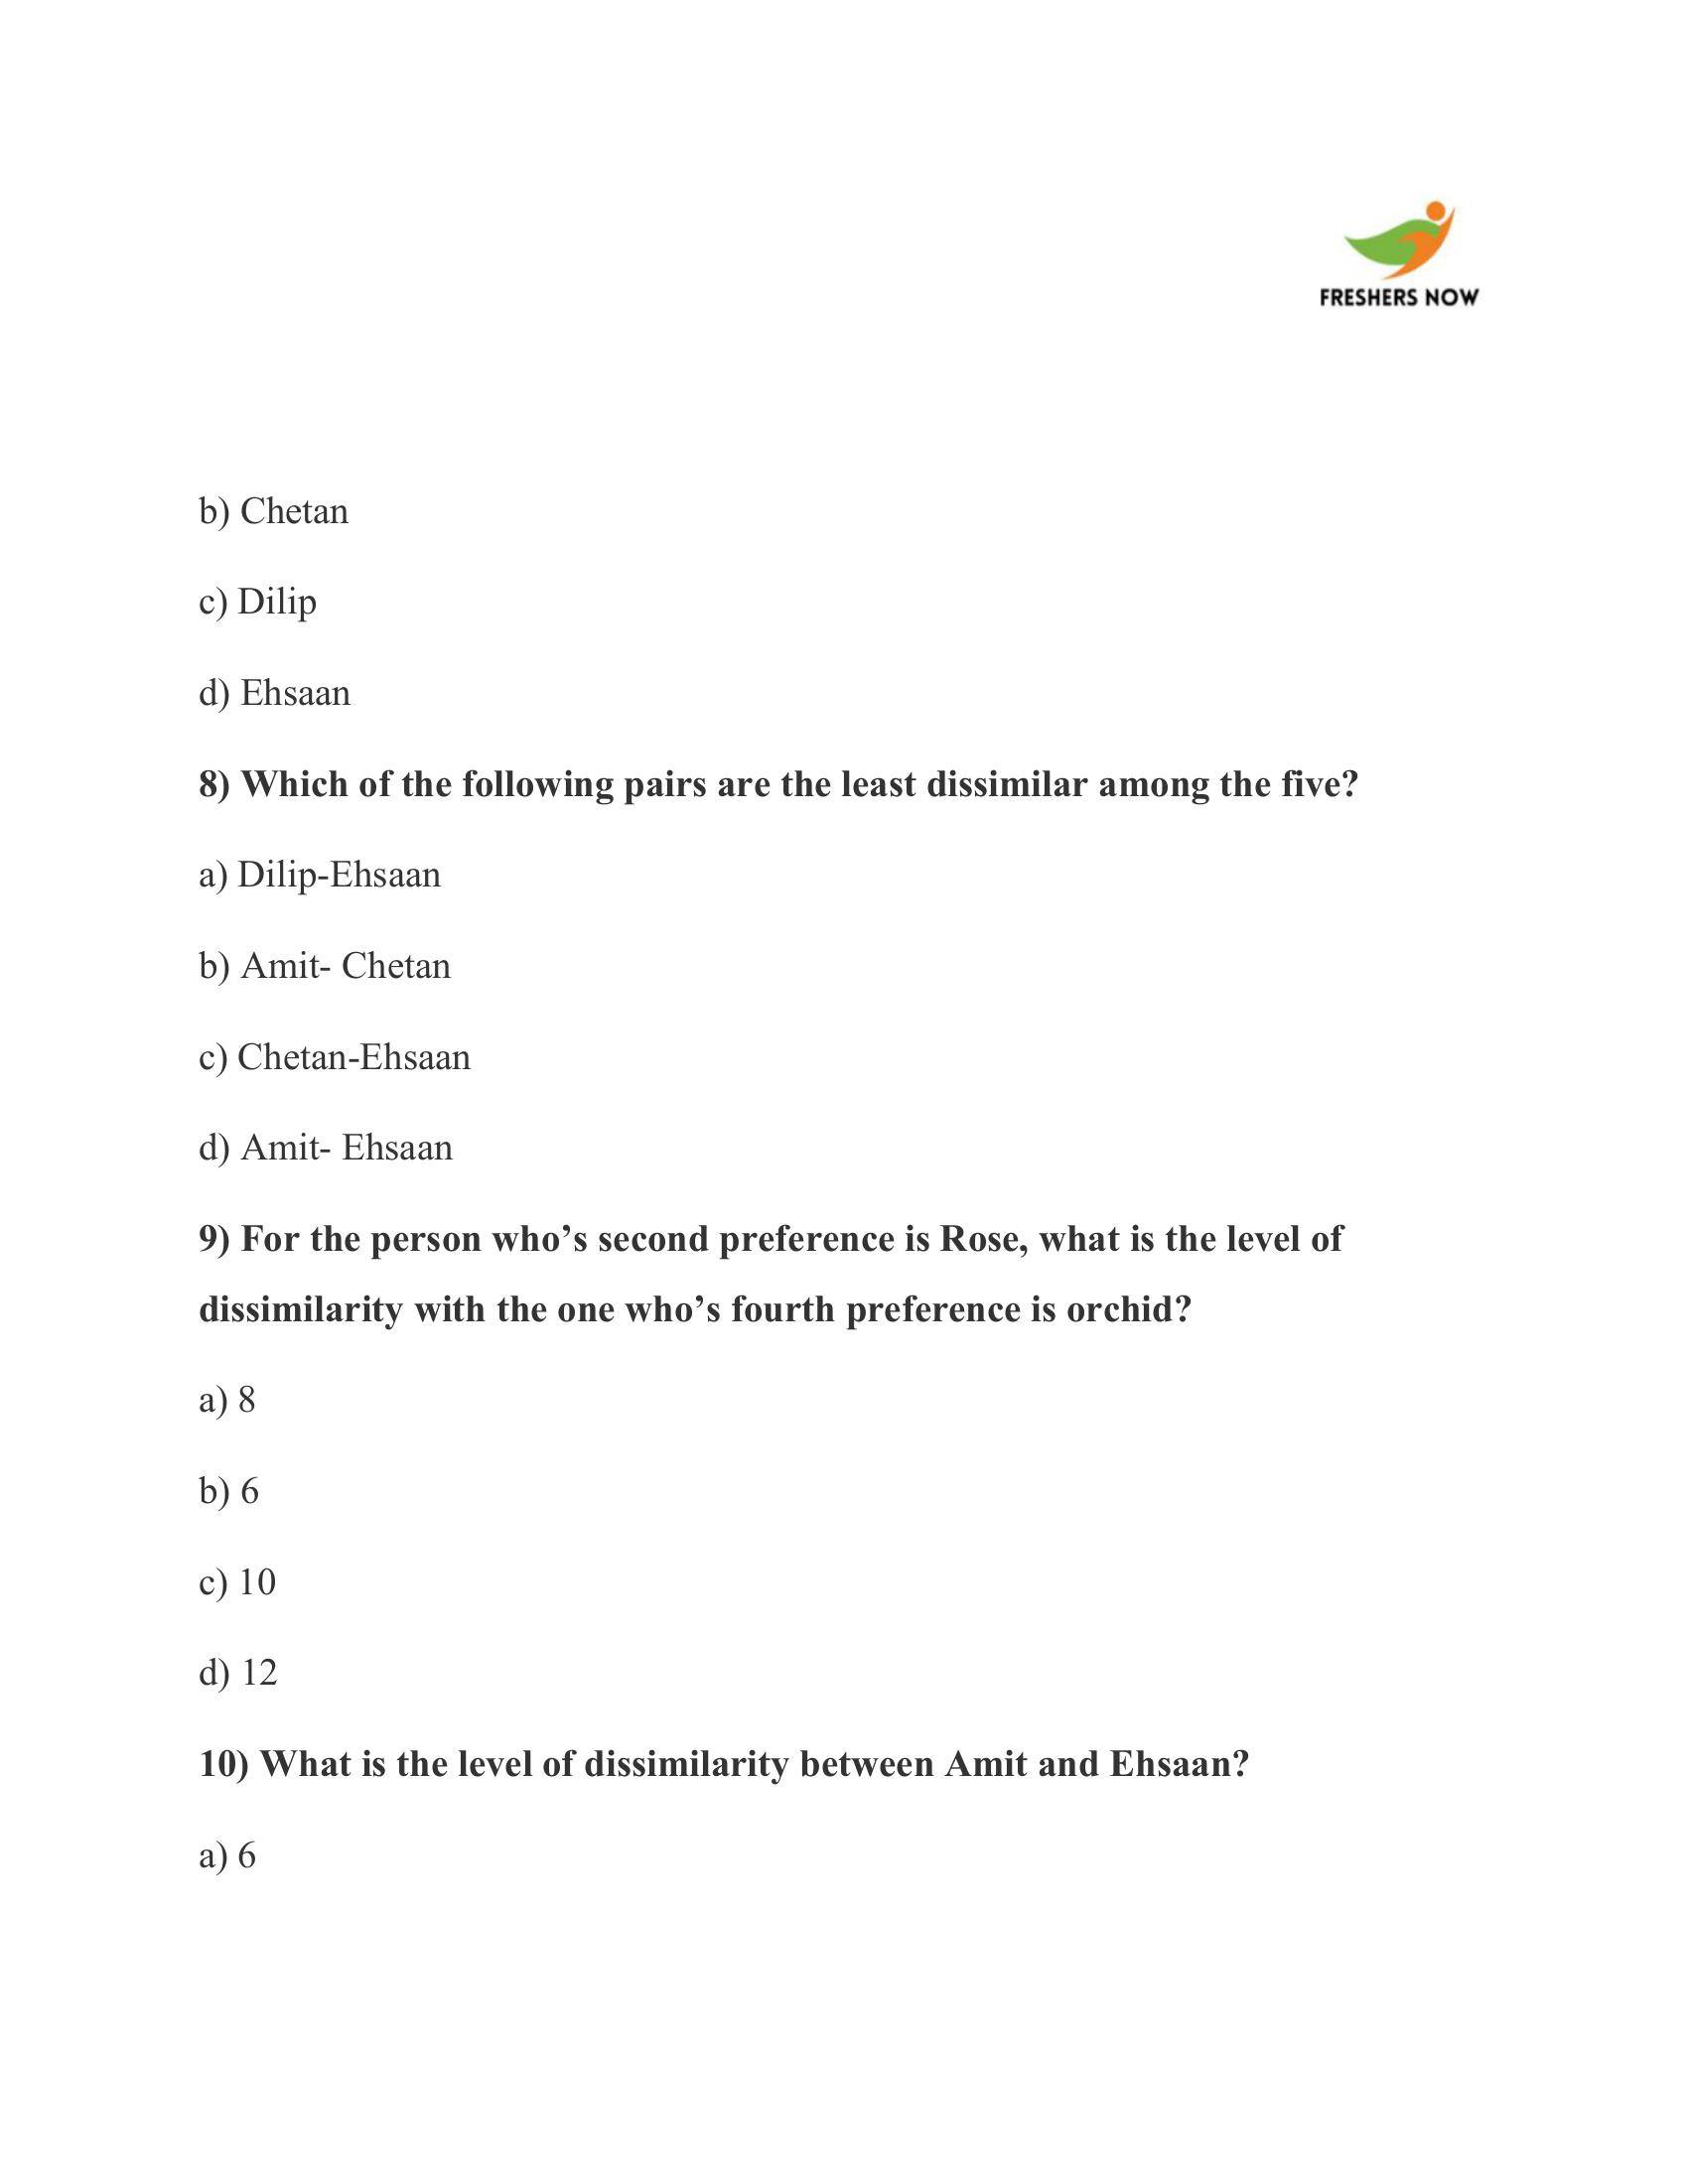 FRESHERS NOW
b) Chetan
c) Dilip
d) Ehsaan
8) Which of the following pairs are the least dissimilar among the five?
a) Dilip-Ehsaan
b) Amit- Chetan
c) Chetan-Ehsaan
d) Amit- Ehsaan
9) For the person who’s second preference is Rose, what is the level of
dissimilarity with the one who’s fourth preference is orchid?
a) 8
b) 6
c) 10
d) 12
10) What is the level of dissimilarity between Amit and Ehsaan?
a) 6